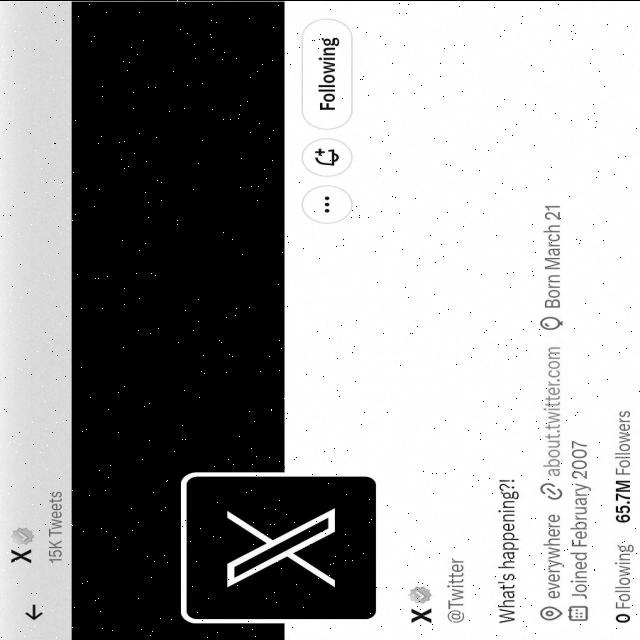 X
15K Tweets
Following
X
@Twitter
What's happening?!
everywhere about.twitter.com Born March 21
Joined February 2007
0 Following 65.7M Followers